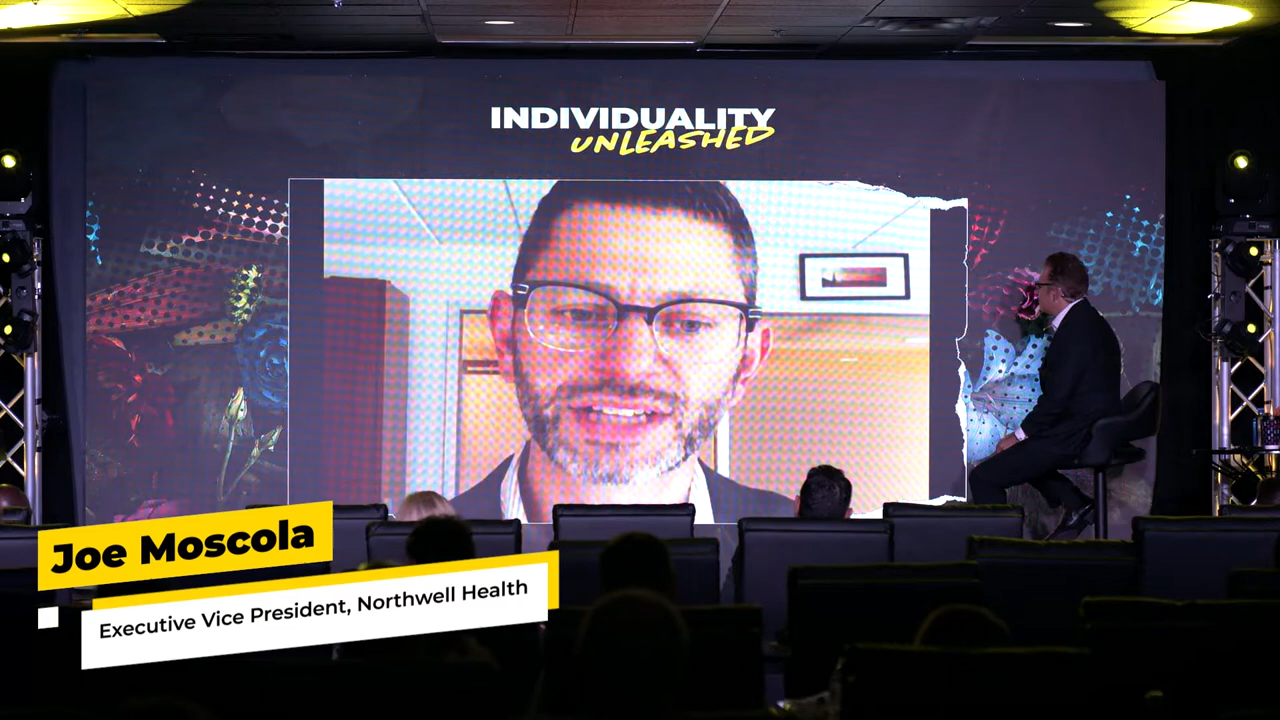 INDIVIDUALITY
UNLEASHED
Joe Moscola
Executive Vice President, Northwell Health